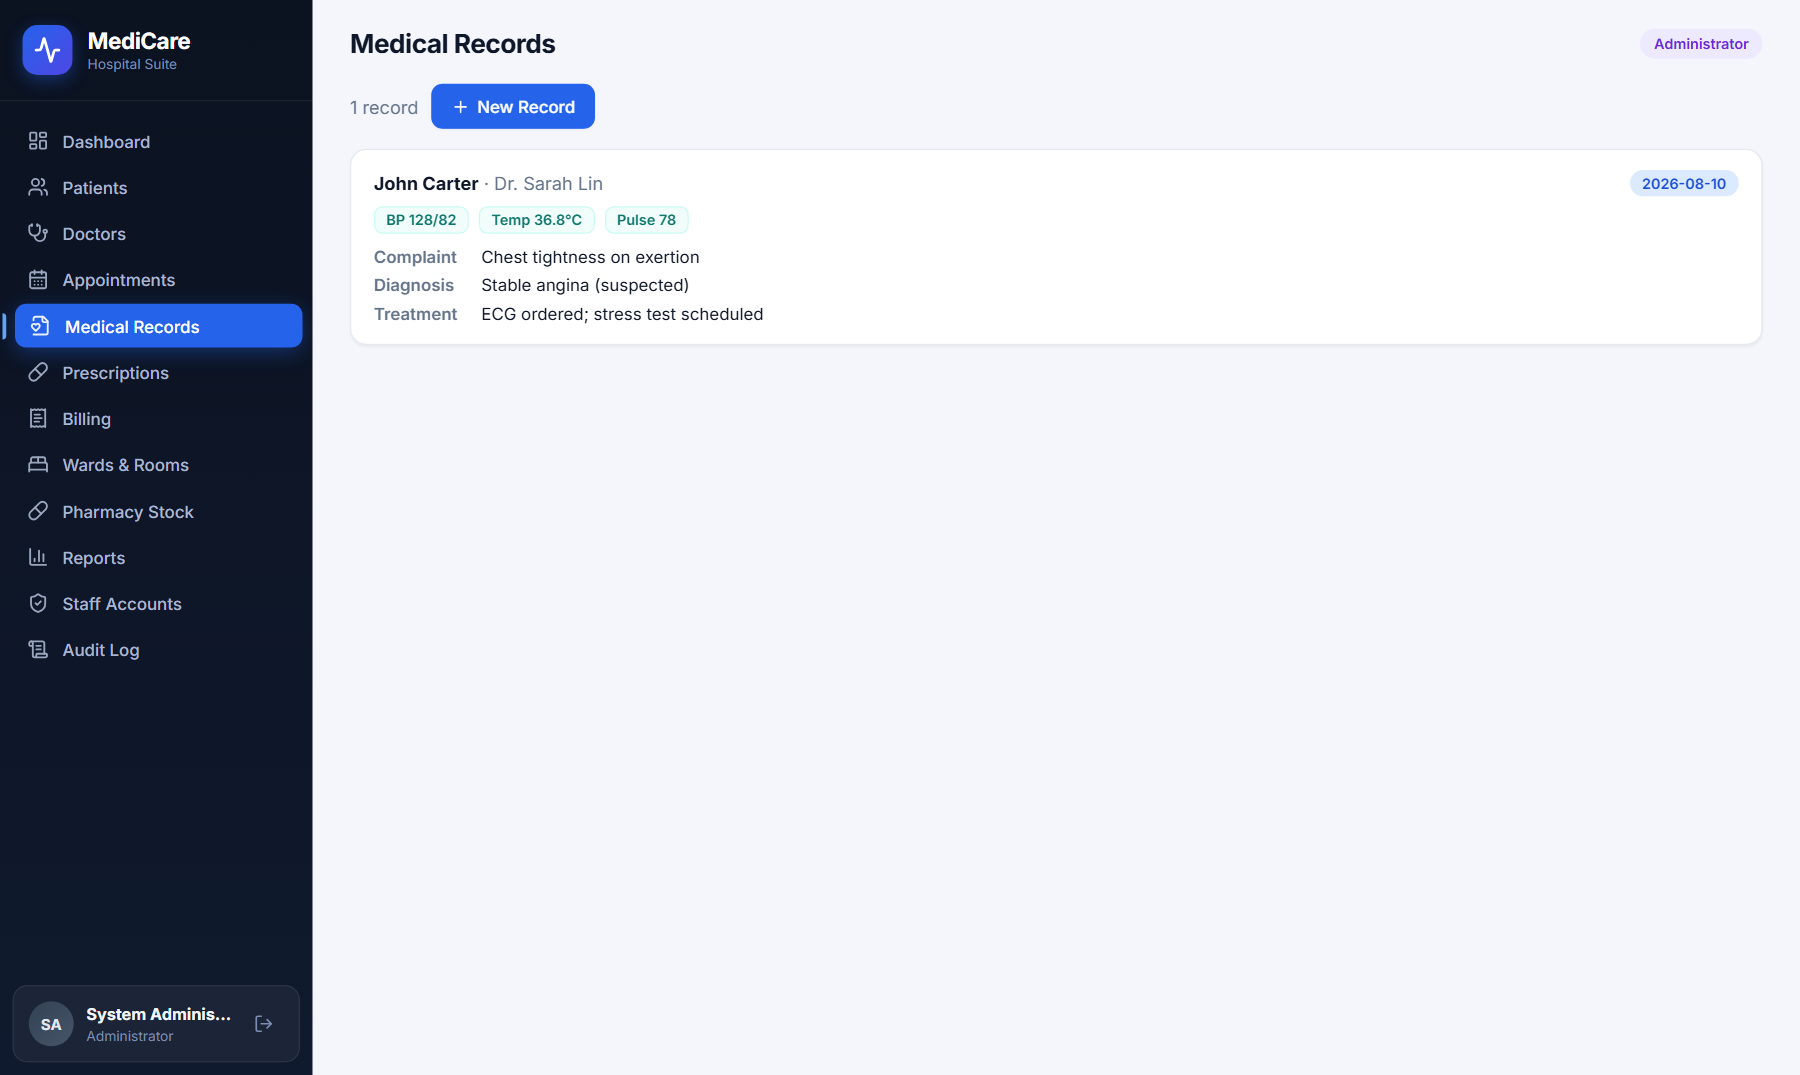 MediCare
Hospital Suite
Dashboard
Patients
Doctors
Appointments
Medical Records
Prescriptions
Billing
Wards & Rooms
Pharmacy Stock
Reports
Staff Accounts
Audit Log
SA
System Adminis...
Administrator
Medical Records
Administrator
1 record
+ New Record
John Carter · Dr. Sarah Lin
2026-08-10
BP 128/82 Temp 36.8°C Pulse 78
Complaint Chest tightness on exertion
Diagnosis Stable angina (suspected)
Treatment ECG ordered; stress test scheduled